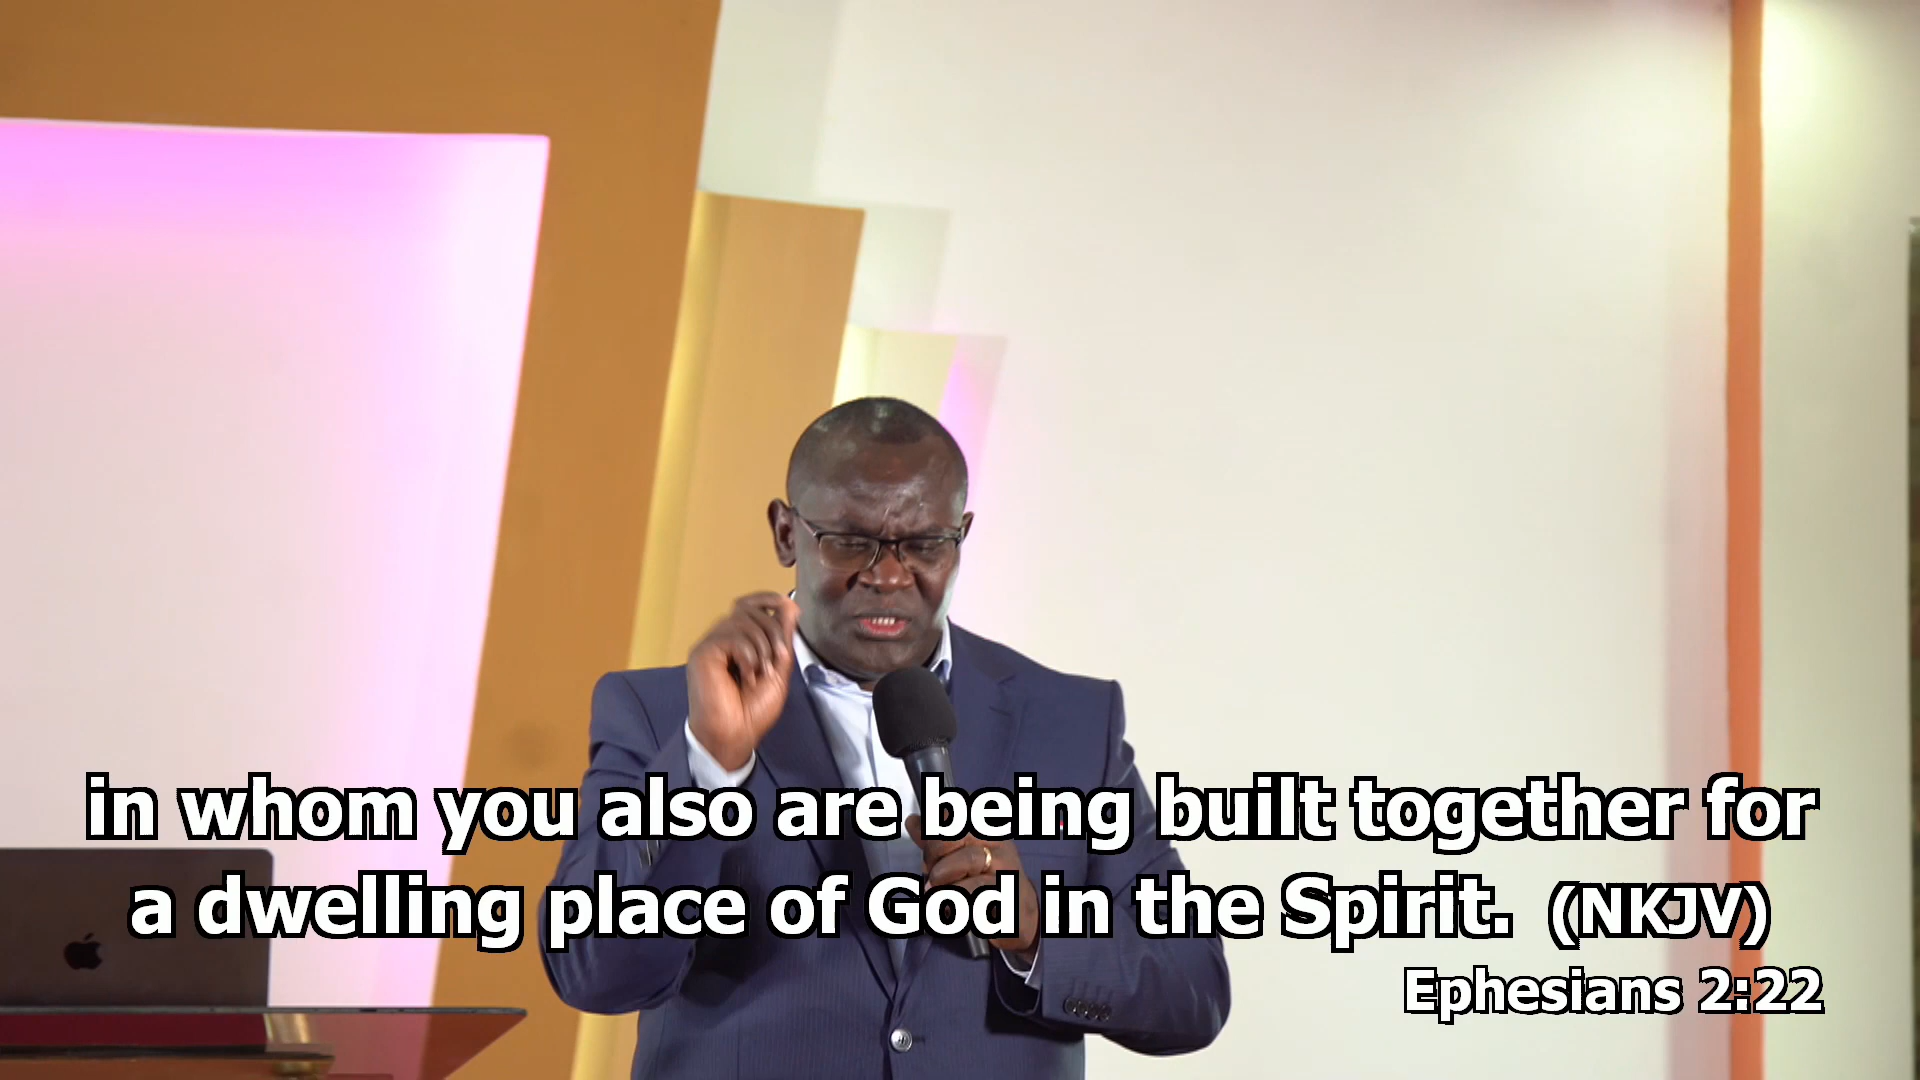 in whom you also are being built together for
a dwelling place of God in the Spirit. (NKJV)
Ephesians 2:22